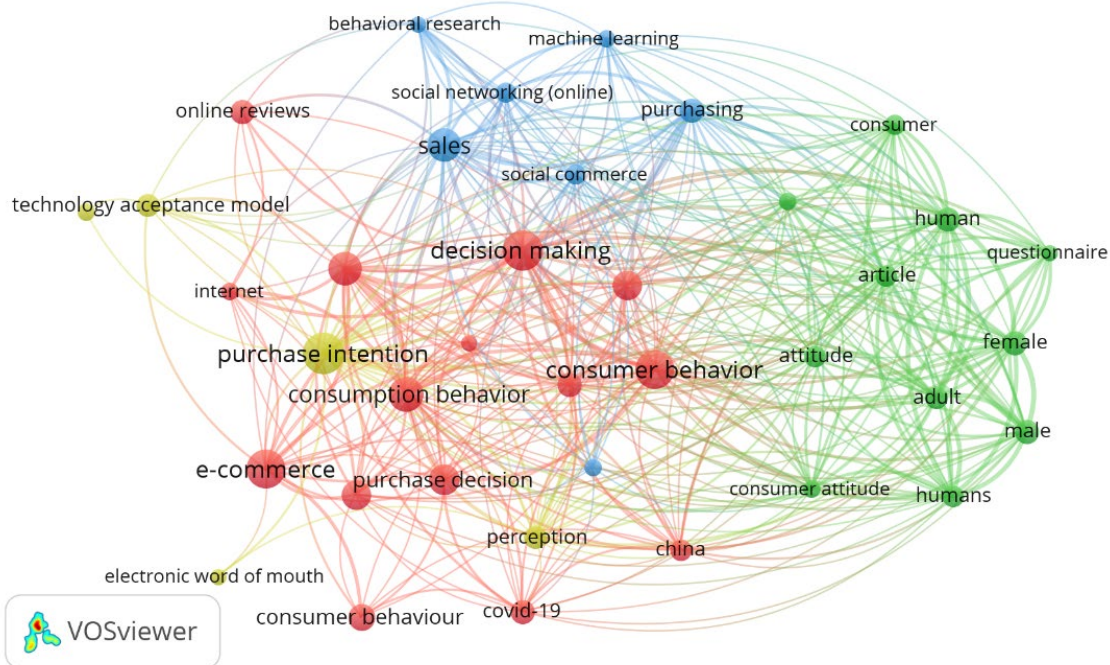 behavioral research
machine learning
social networking (online)
online reviews
purchasing
consumer
sales
social commerce
technology acceptance model
human
decision making
questionnaire
article
internet
female
purchase intention
attitude
consumer behavior
consumption behavior
adult
male
e-commerce
purchase decision
consumer attitude
humans
perception
china
electronic word of mouth
consumer behaviour
covid-19
VOSviewer